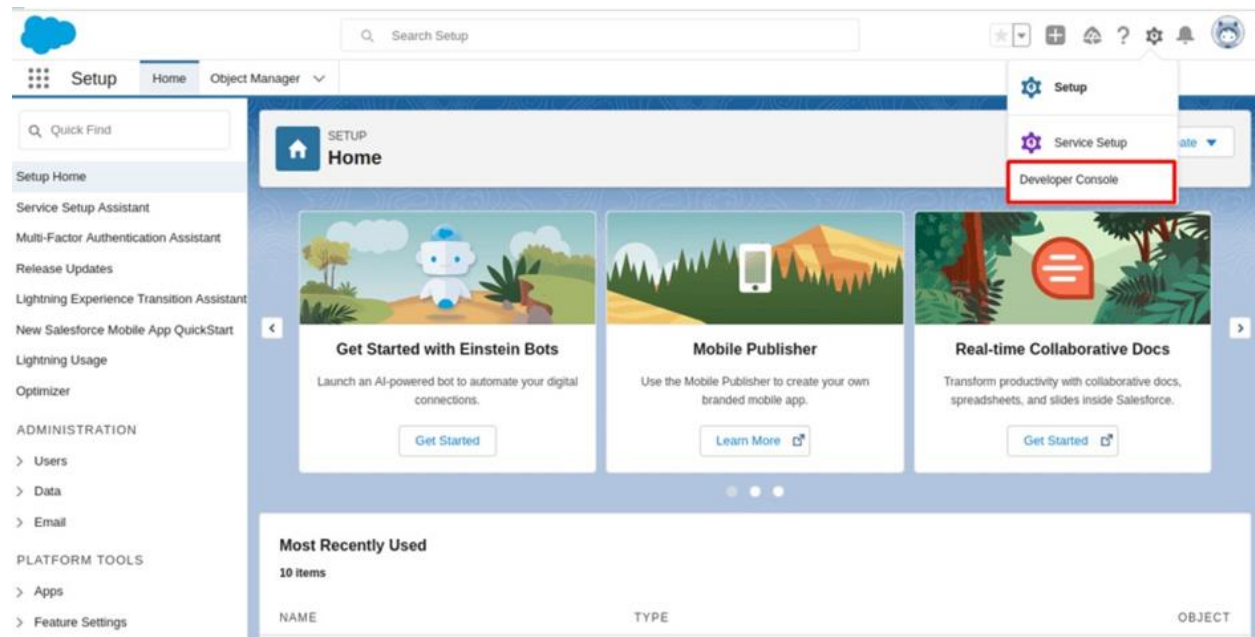 Search Setup
Setup Home Object Manager
Setup
Service Setup
Developer Console
Quick Find
Setup Home
Service Setup Assistant
Multi-Factor Authentication Assistant
Release Updates
Lightning Experience Transition Assistant
New Salesforce Mobile App QuickStart
Lightning Usage
Optimizer
ADMINISTRATION
Users
Data
Email
PLATFORM TOOLS
Apps
Feature Settings
SETUP
Home
ate
Get Started with Einstein Bots
Launch an AI-powered bot to automate your digital
connections.
Get Started
Mobile Publisher
Use the Mobile Publisher to create your own
branded mobile app.
Learn More
Real-time Collaborative Docs
Transform productivity with collaborative docs,
spreadsheets, and slides inside Salesforce.
Get Started
Most Recently Used
10 items
NAME TYPE OBJECT